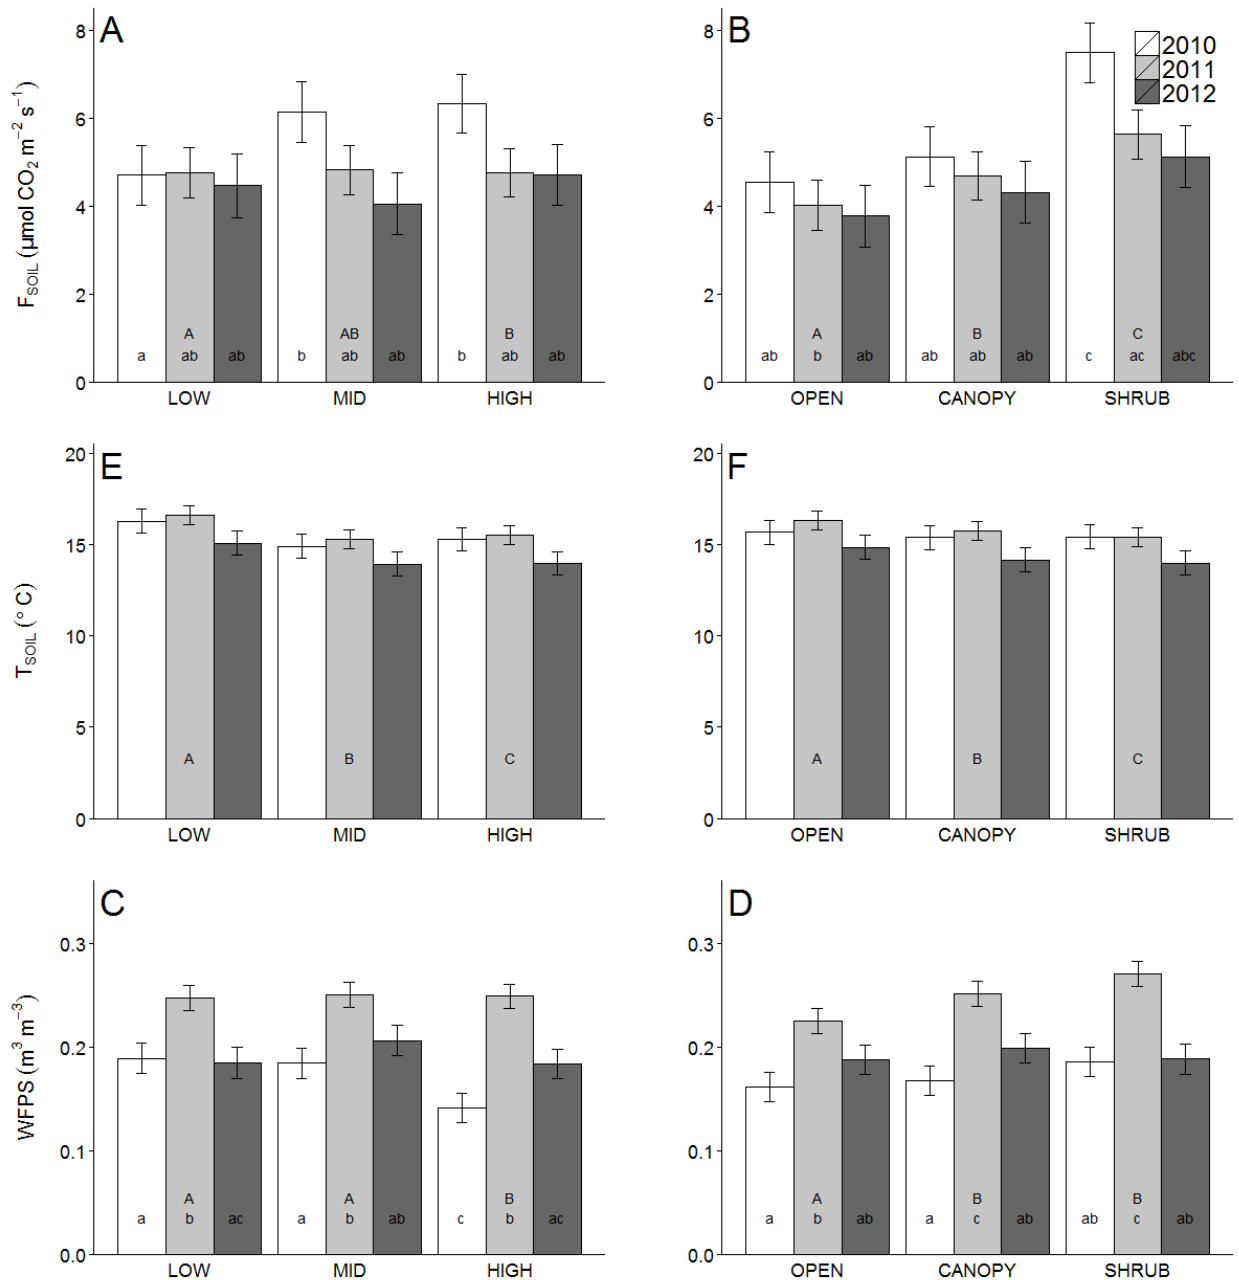 A
F_SOIL (µmol CO₂ m⁻² s⁻¹)
8
6
4
2
0
A AB B
a ab ab b ab ab b ab ab
LOW MID HIGH
B
2010
2011
2012
8
6
4
2
0
A B C
ab b ab ab ab ab c ac abc
OPEN CANOPY SHRUB
E
T_SOIL (° C)
20
15
10
5
0
A B C
LOW MID HIGH
F
20
15
10
5
0
A B C
OPEN CANOPY SHRUB
C
WFPS (m³ m⁻³)
0.3
0.2
0.1
0.0
A A B
a b ac a b ab c b ac
LOW MID HIGH
D
0.3
0.2
0.1
0.0
A B B
a b ab a c ab ab c ab
OPEN CANOPY SHRUB